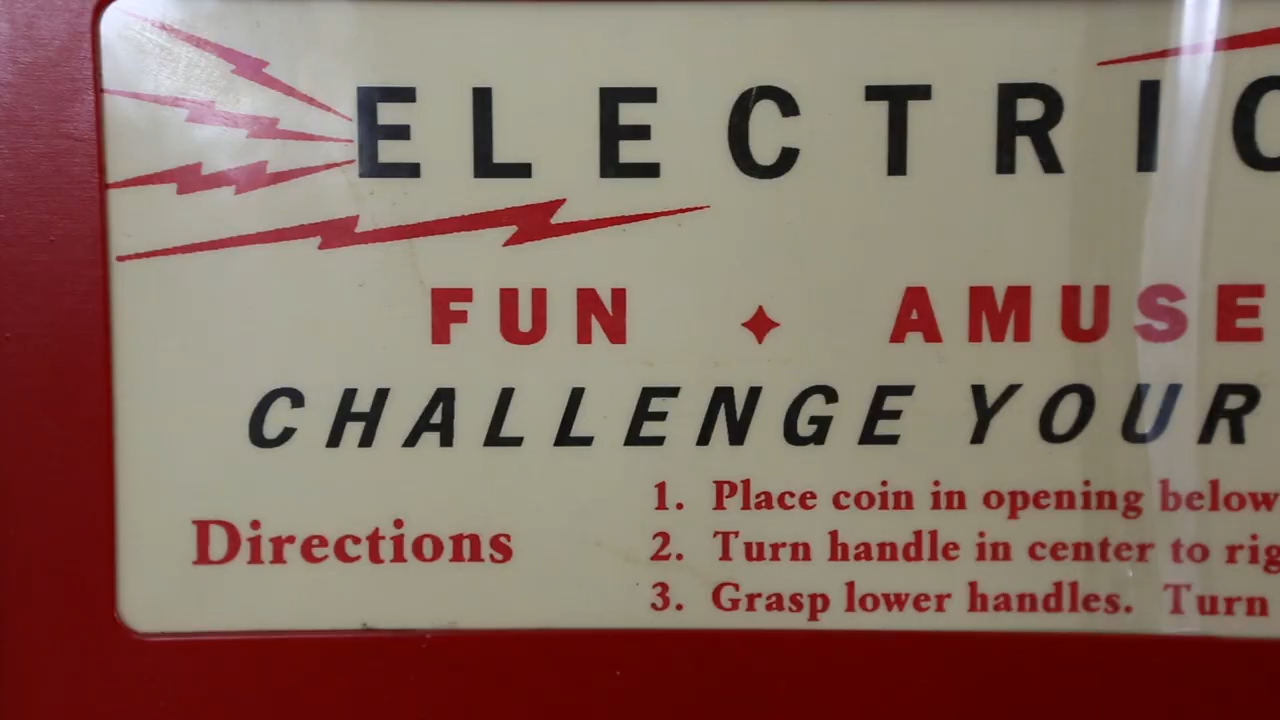 ELECTRIC
FUN ✦ AMUSE
CHALLENGE YOUR
Directions
1. Place coin in opening below
2. Turn handle in center to rig
3. Grasp lower handles. Turn